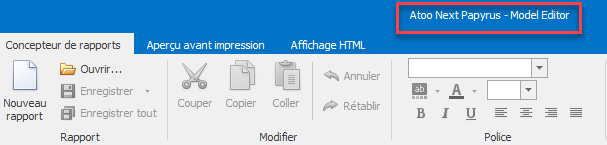 Atoo Next Papyrus - Model Editor
Concepteur de rapports Aperçu avant impression Affichage HTML
Nouveau rapport
Ouvrir...
Enregistrer
Enregistrer tout
Couper
Copier
Coller
Annuler
Rétablir
ab A
B I U S
Rapport Modifier Police